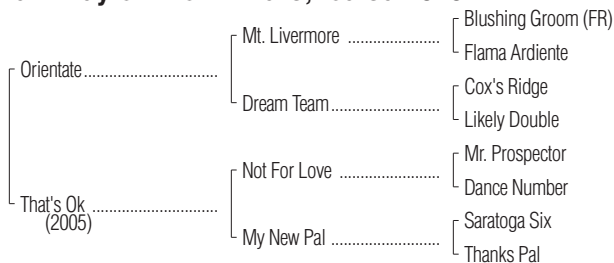 Blushing Groom (FR)
Mt. Livermore
Flama Ardiente
Orientate
Cox's Ridge
Dream Team
Likely Double
Mr. Prospector
Not For Love
Dance Number
That's Ok
(2005)
Saratoga Six
My New Pal
Thanks Pal